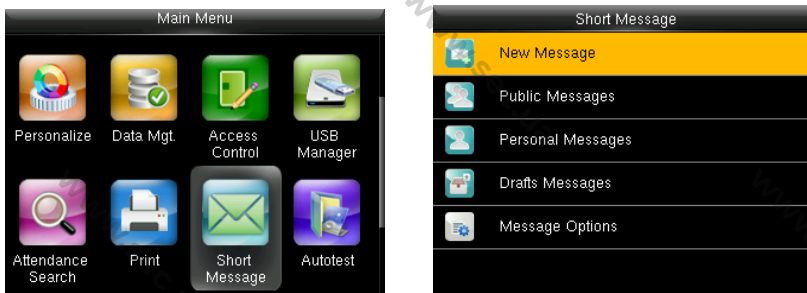 Main Menu
Personalize
Data Mgt.
Access
Control
USB
Manager
Attendance
Search
Print
Short
Message
Autotest
Short Message
New Message
Public Messages
Personal Messages
Drafts Messages
Message Options